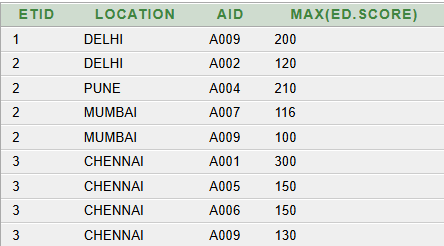 ETID LOCATION AID MAX(ED.SCORE)
1 DELHI A009 200
2 DELHI A002 120
2 PUNE A004 210
2 MUMBAI A007 116
2 MUMBAI A009 100
3 CHENNAI A001 300
3 CHENNAI A005 150
3 CHENNAI A006 150
3 CHENNAI A009 130